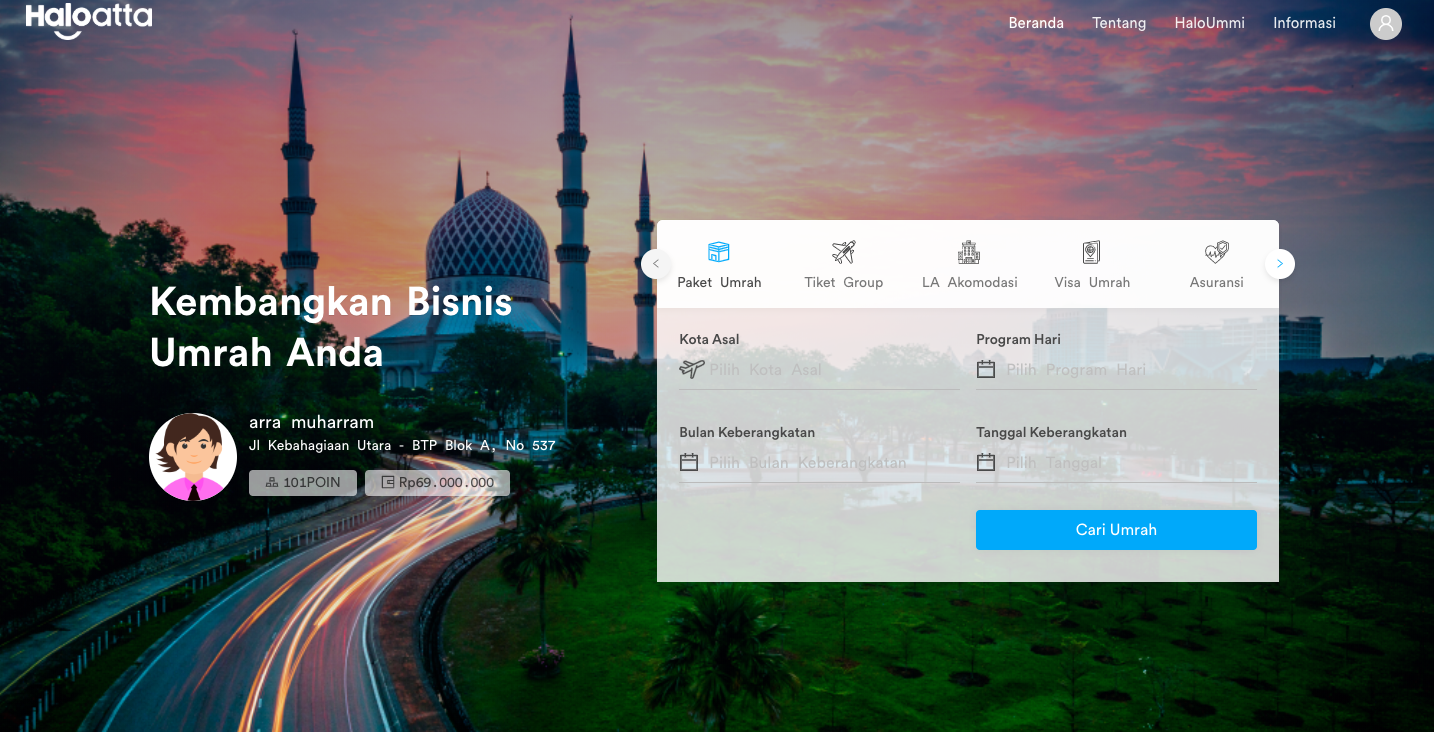 Haloatta
Beranda Tentang HaloUmmi Informasi
Kembangkan Bisnis
Umrah Anda
arra muharram
Jl Kebahagiaan Utara - BTP Blok A, No 537
101POIN Rp69.000.000
Paket Umrah Tiket Group LA Akomodasi Visa Umrah Asuransi
Kota Asal Program Hari
Pilih Kota Asal Pilih Program Hari
Bulan Keberangkatan Tanggal Keberangkatan
Pilih Bulan Keberangkatan Pilih Tanggal
Cari Umrah